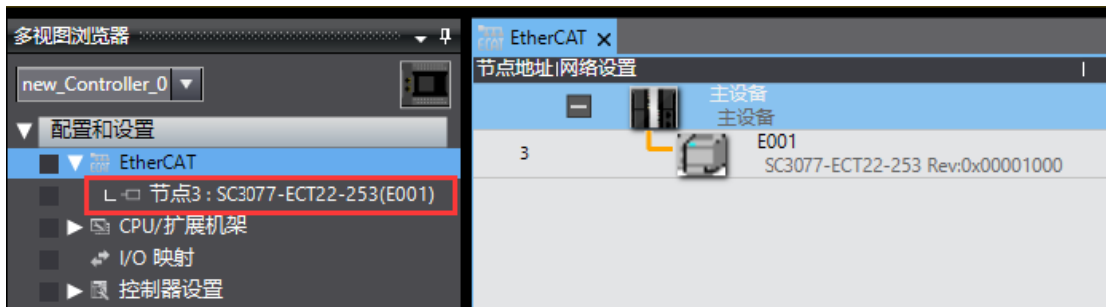 多视图浏览器
new_Controller_0
配置和设置
EtherCAT
节点3 : SC3077-ECT22-253(E001)
CPU/扩展机架
I/O 映射
控制器设置
EtherCAT
节点地址|网络设置
主设备
主设备
3
E001
SC3077-ECT22-253 Rev:0x00001000